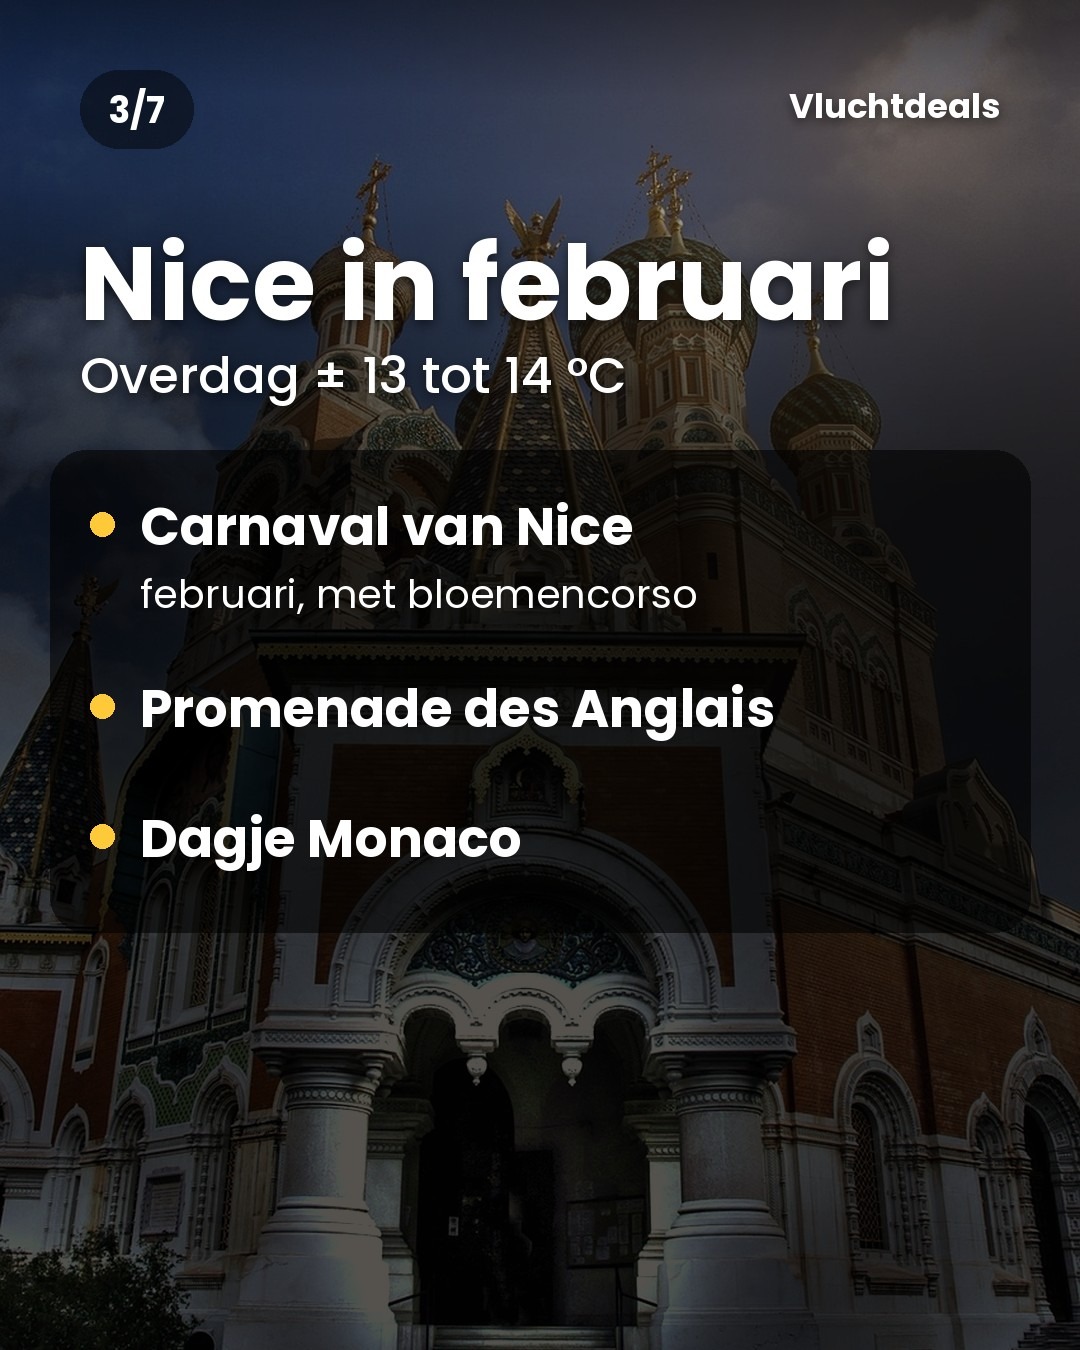 3/7
Vluchtdeals
Nice in februari
Overdag ± 13 tot 14 °C
Carnaval van Nice
februari, met bloemencorso
Promenade des Anglais
Dagje Monaco